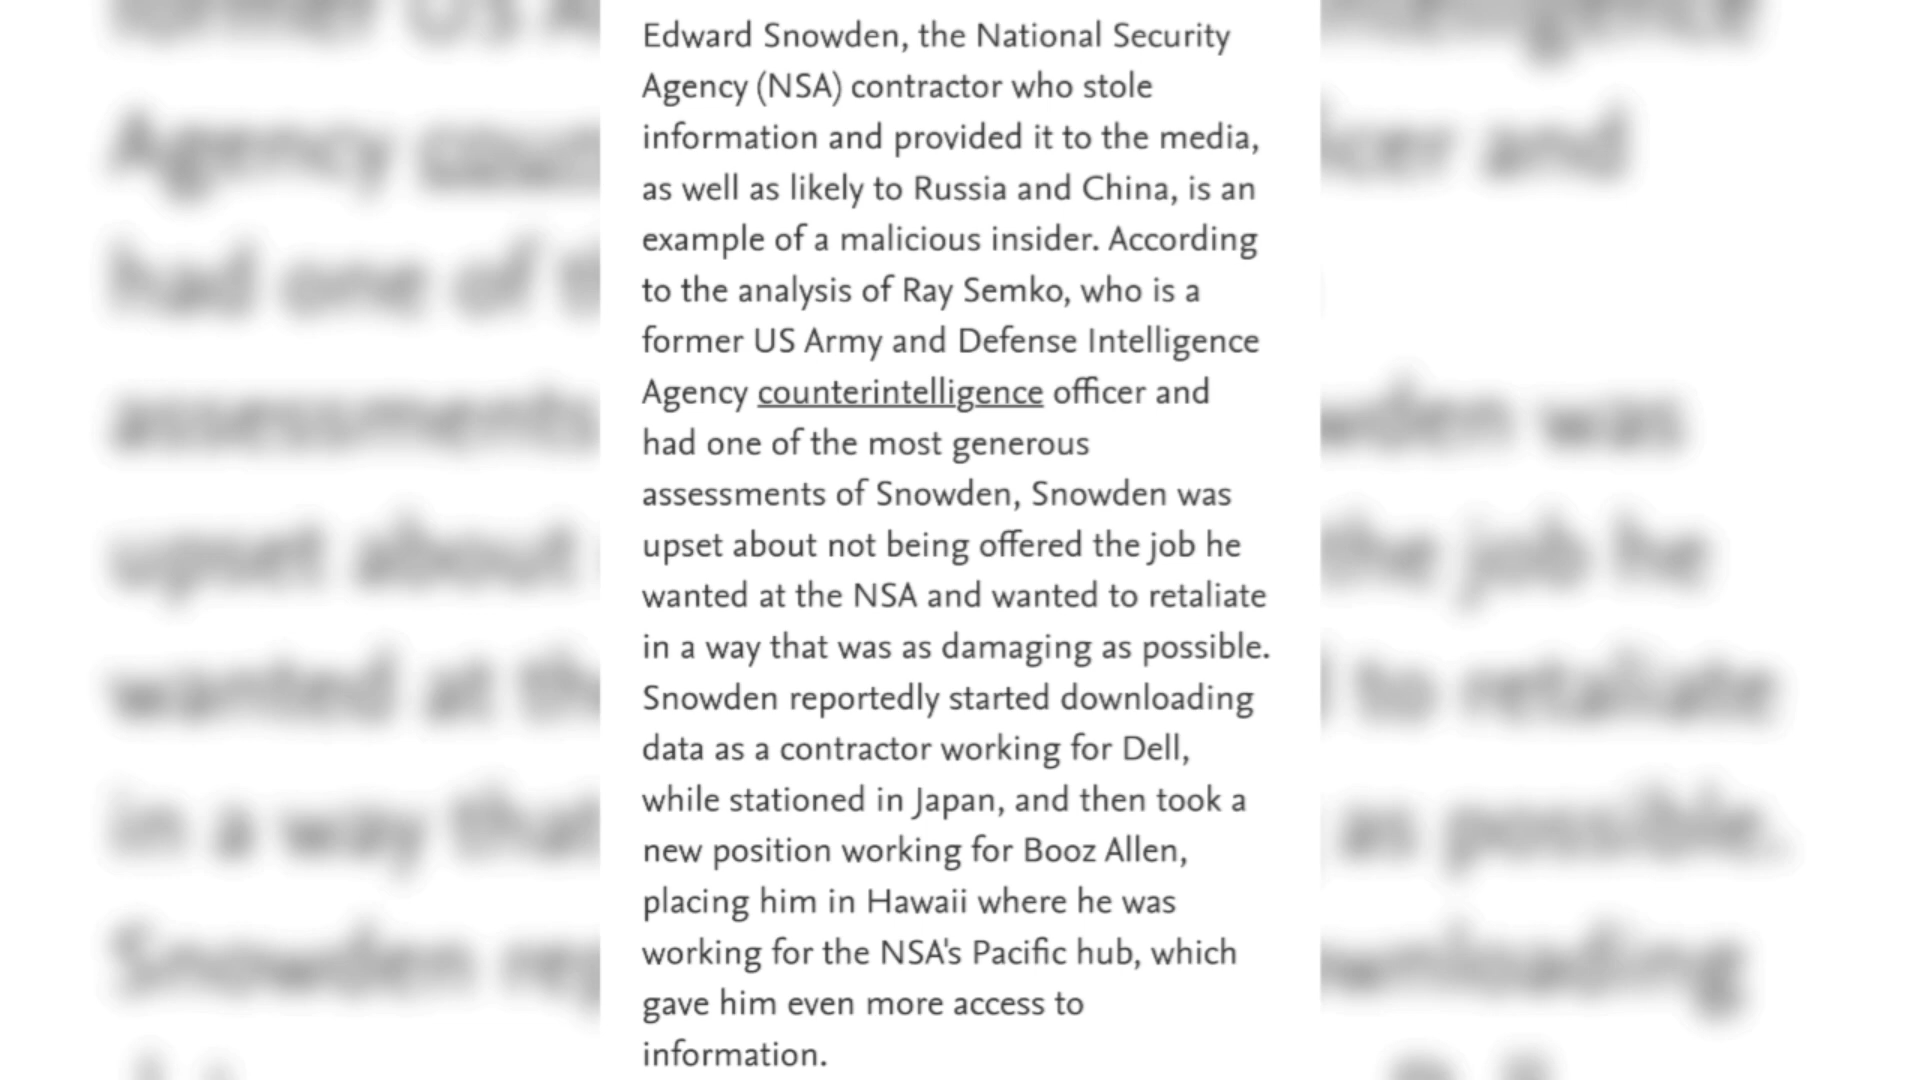 Edward Snowden, the National Security
Agency (NSA) contractor who stole
information and provided it to the media,
as well as likely to Russia and China, is an
example of a malicious insider. According
to the analysis of Ray Semko, who is a
former US Army and Defense Intelligence
Agency counterintelligence officer and
had one of the most generous
assessments of Snowden, Snowden was
upset about not being offered the job he
wanted at the NSA and wanted to retaliate
in a way that was as damaging as possible.
Snowden reportedly started downloading
data as a contractor working for Dell,
while stationed in Japan, and then took a
new position working for Booz Allen,
placing him in Hawaii where he was
working for the NSA's Pacific hub, which
gave him even more access to
information.